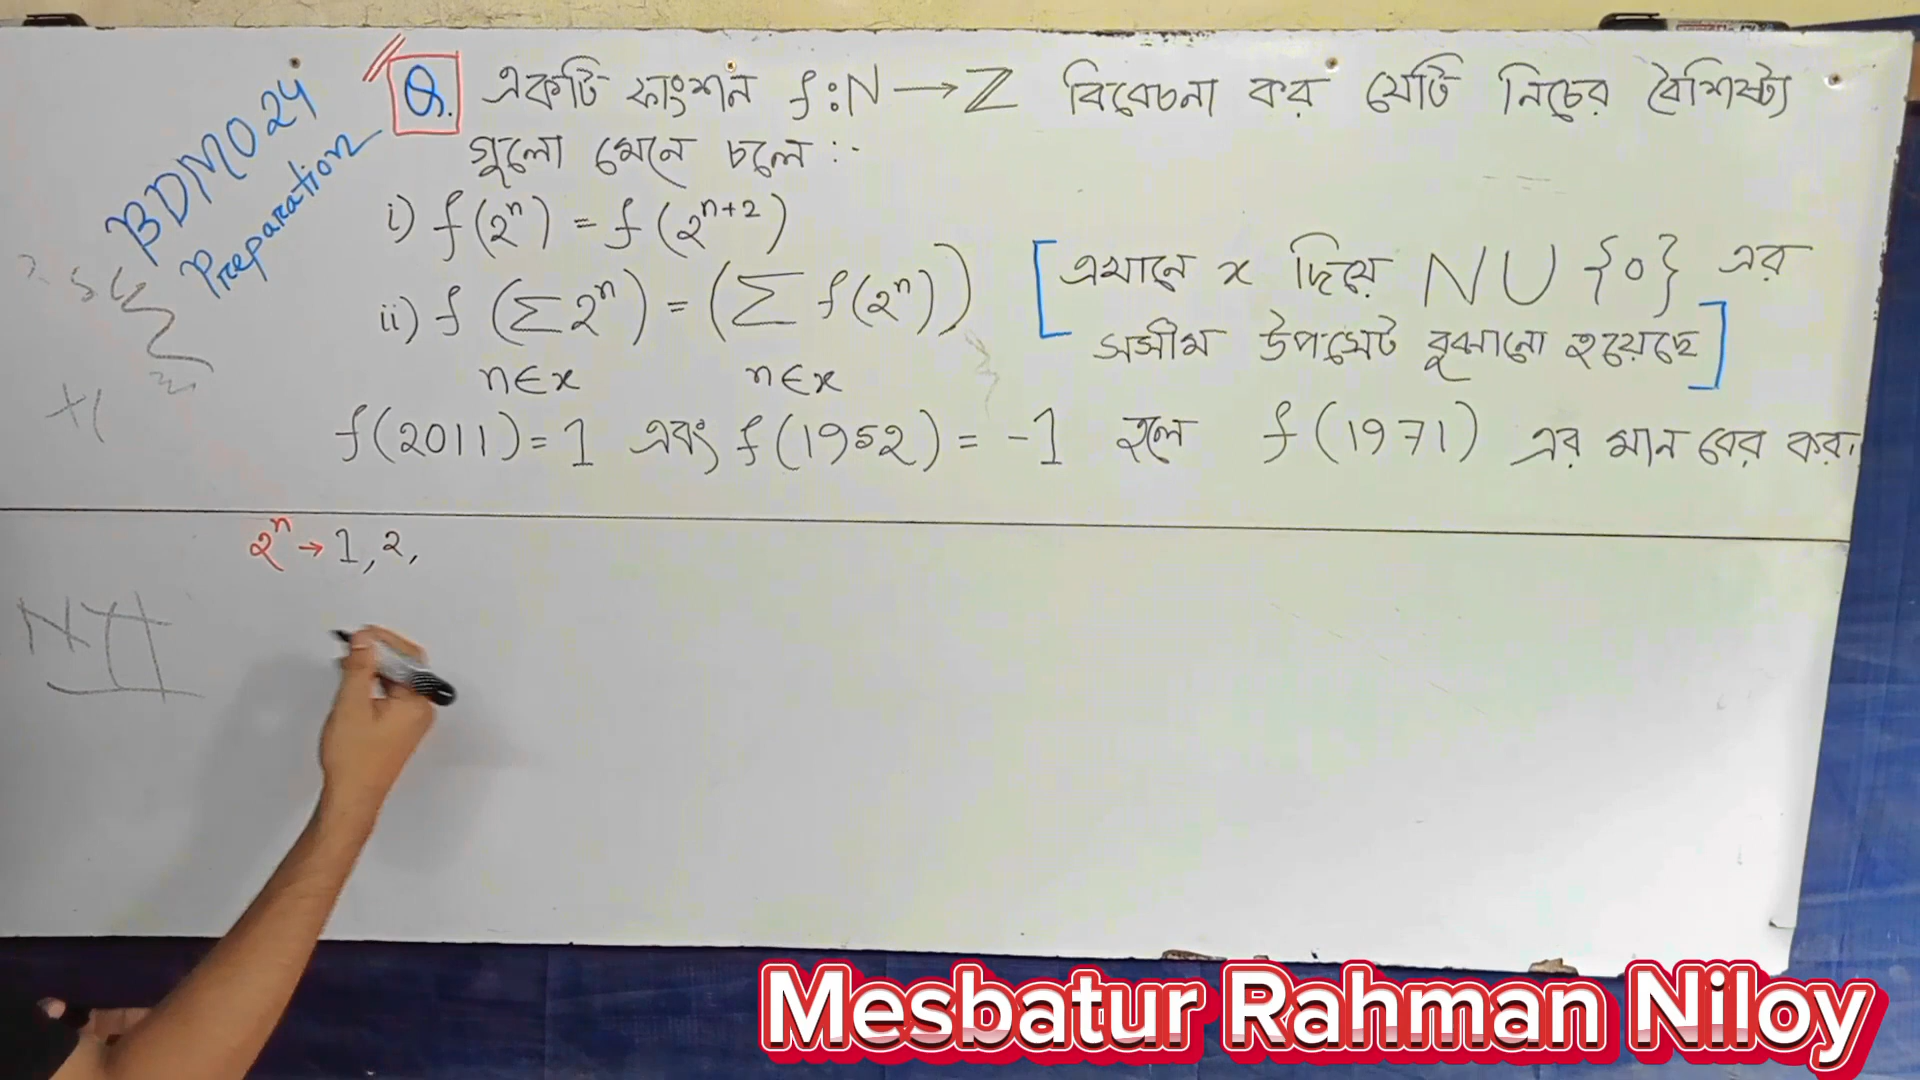 BDMO 24
Preparation
Q. একটি ফাংশন f:N→Z বিবেচনা কর যেটি নিচের বৈশিষ্ট্য
গুলো মেনে চলে :-
i) f(2ⁿ) = f(2ⁿ⁺²)
ii) f (∑ 2ⁿ) = (∑ f(2ⁿ))
n∈x n∈x
[এখানে x দিয়ে N∪{0} এর
সসীম উপসেট বুঝানো হয়েছে]
f(2011) = 1 এবং f(1952) = -1 হলে f(1971) এর মান বের কর।
2ⁿ → 1, 2,
Mesbatur Rahman Niloy